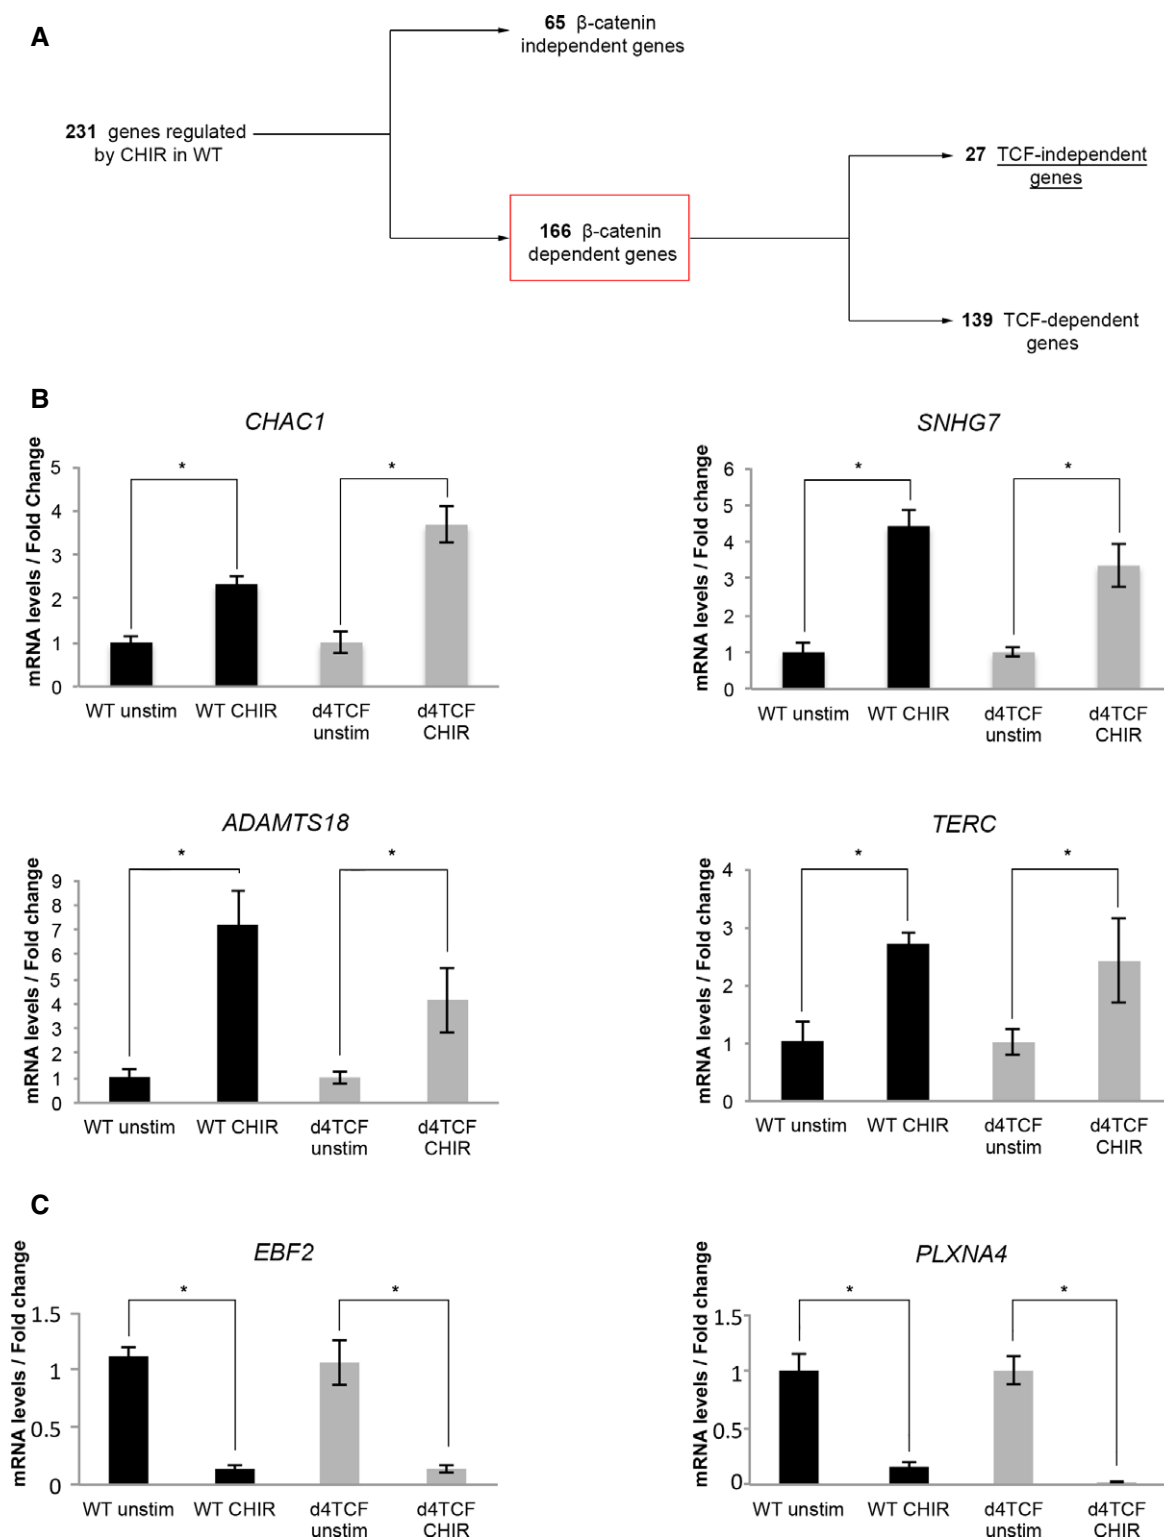 A
65 β-catenin
independent genes
231 genes regulated
by CHIR in WT
27 TCF-independent
genes
166 β-catenin
dependent genes
139 TCF-dependent
genes
B
CHAC1
mRNA levels / Fold Change
5
4
3
2
1
0
*
*
WT unstim
WT CHIR
d4TCF
unstim
d4TCF
CHIR
SNHG7
mRNA levels / Fold change
6
5
4
3
2
1
0
*
*
WT unstim
WT CHIR
d4TCF
unstim
d4TCF
CHIR
ADAMTS18
mRNA levels / Fold change
9
8
7
6
5
4
3
2
1
0
*
*
WT unstim
WT CHIR
d4TCF
unstim
d4TCF
CHIR
TERC
mRNA levels / Fold change
4
3
2
1
0
*
*
WT unstim
WT CHIR
d4TCF
unstim
d4TCF
CHIR
C
EBF2
mRNA levels / Fold change
1.5
1
0.5
0
*
*
WT unstim
WT CHIR
d4TCF
unstim
d4TCF
CHIR
PLXNA4
mRNA levels / Fold change
1.5
1
0.5
0
*
*
WT unstim
WT CHIR
d4TCF
unstim
d4TCF
CHIR